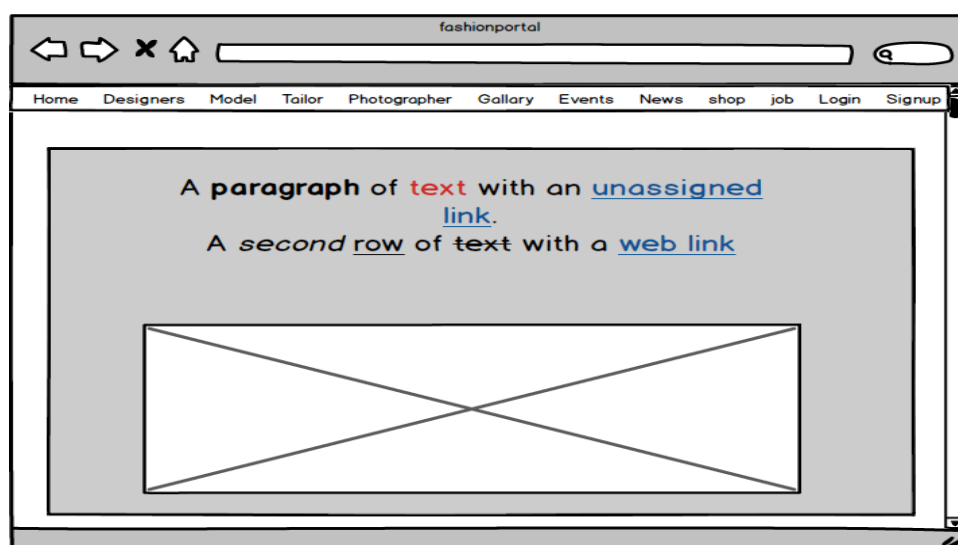 fashionportal
Home Designers Model Tailor Photographer Gallary Events News shop job Login Signup
A paragraph of text with an unassigned
link.
A second row of text with a web link